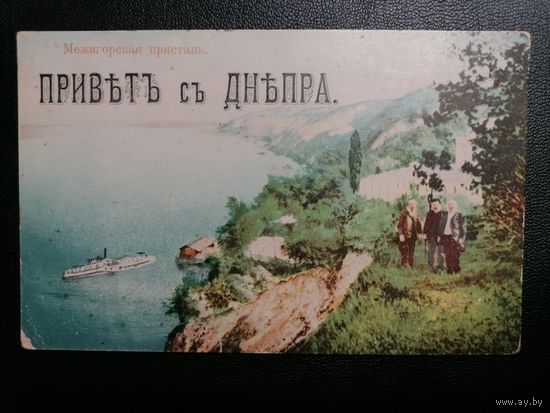 Межигорская пристань.
ПРИВѢТЪ съ ДНѢПРА.
www.ay.by